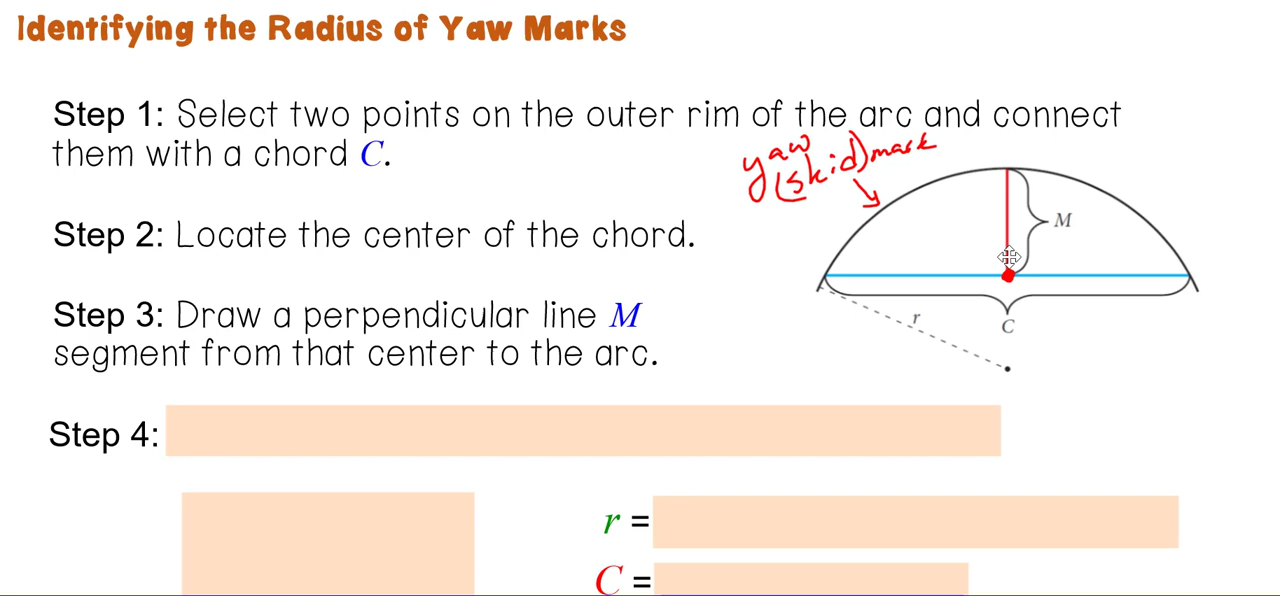 Identifying the Radius of Yaw Marks
Step 1: Select two points on the outer rim of the arc and connect
them with a chord C.
yaw
(skid) mark
M
Step 2: Locate the center of the chord.
Step 3: Draw a perpendicular line M
segment from that center to the arc.
r
C
Step 4:
r =
C =